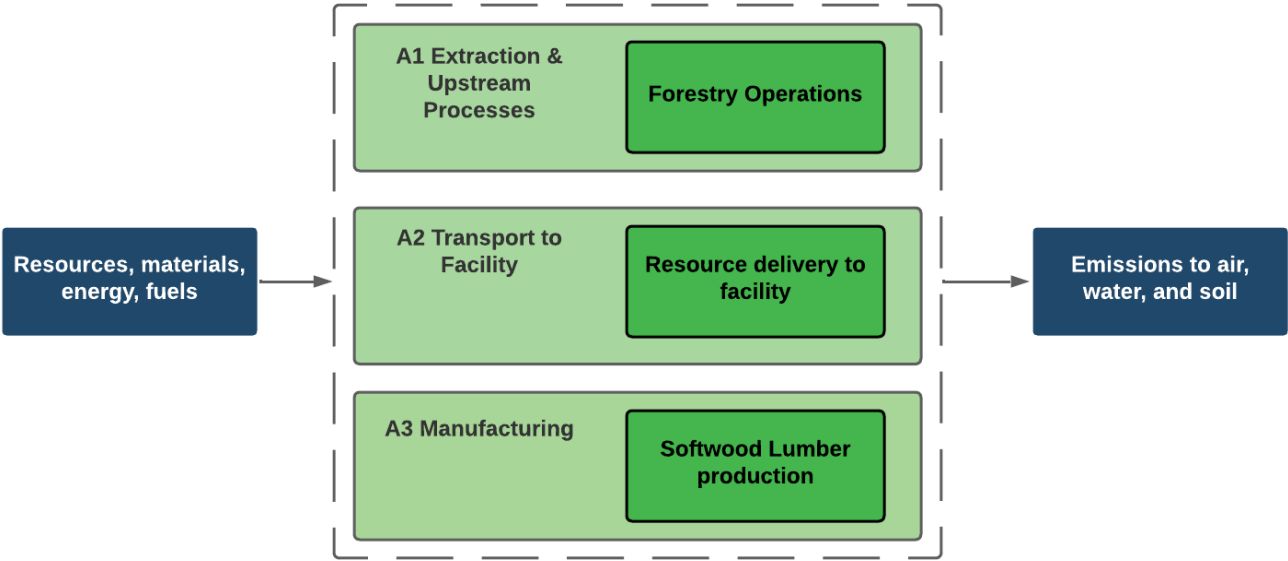 A1 Extraction &
Upstream
Processes
Forestry Operations
A2 Transport to
Facility
Resource delivery to
facility
Resources, materials,
energy, fuels
Emissions to air,
water, and soil
A3 Manufacturing
Softwood Lumber
production